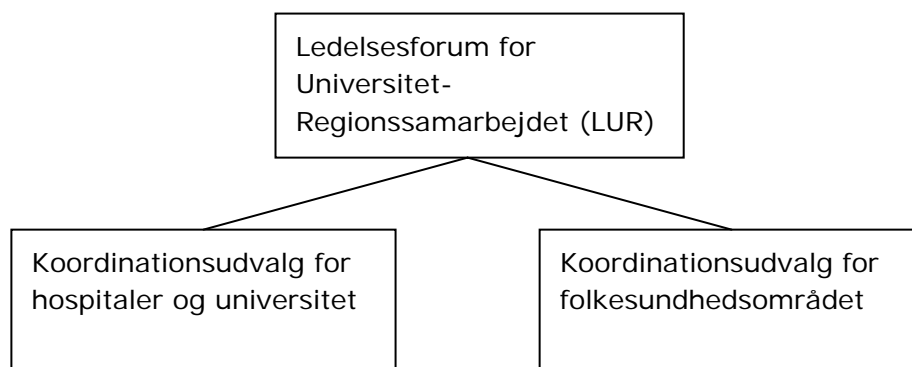 Ledelsesforum for
Universitet-
Regionssamarbejdet (LUR)
Koordinationsudvalg for
hospitaler og universitet
Koordinationsudvalg for
folkesundhedsområdet